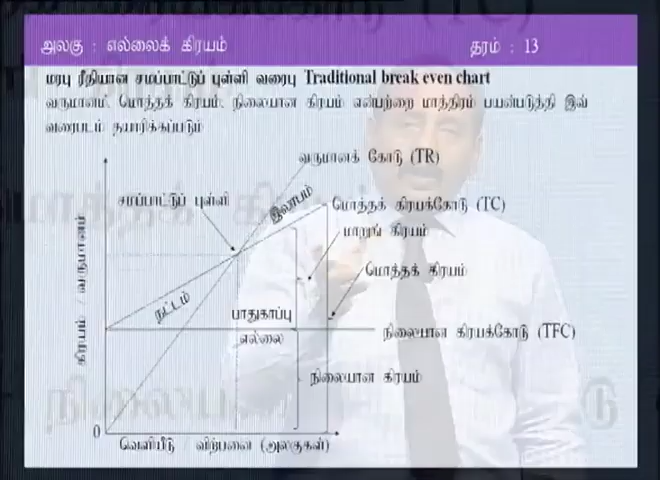 அலகு : எல்லைக் கிரயம்
தரம் : 13
மரபு ரீதியான சமப்பாட்டுப் புள்ளி வரைபு Traditional break even chart
வருமானம், மொத்தக் கிரயம், நிலையான கிரயம் என்பற்றை மாத்திரம் பயன்படுத்தி இவ்
வரைபடம் தயாரிக்கப்படும்
வருமானக் கோடு (TR)
சமப்பாட்டுப் புள்ளி
இலாபம்
மொத்தக் கிரயக்கோடு (TC)
மாறுங் கிரயம்
மொத்தக் கிரயம்
கிரயம் / வருமானம்
நட்டம்
பாதுகாப்பு
எல்லை
நிலையான கிரயக்கோடு (TFC)
நிலையான கிரயம்
0
வெளியீடு / விற்பனை (அலகுகள்)